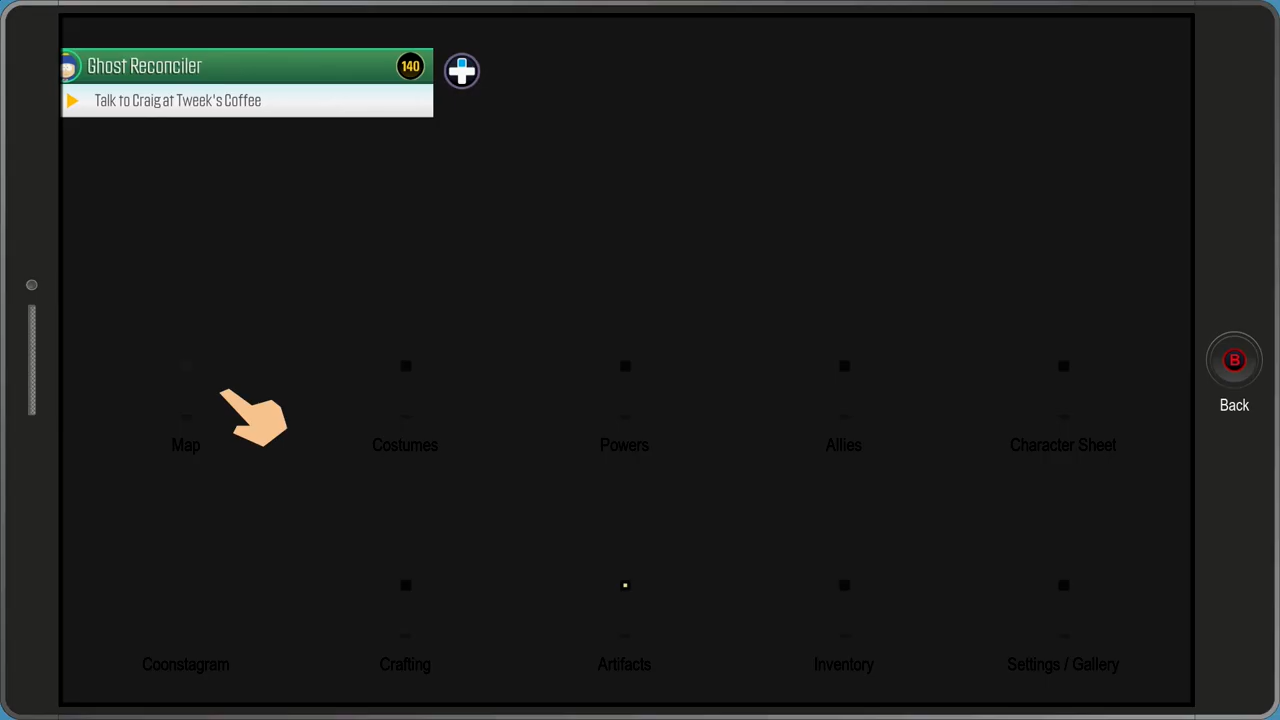 Ghost Reconciler 140
Talk to Craig at Tweek's Coffee
B
Back
Map Costumes Powers Allies Character Sheet
Coonstagram Crafting Artifacts Inventory Settings / Gallery